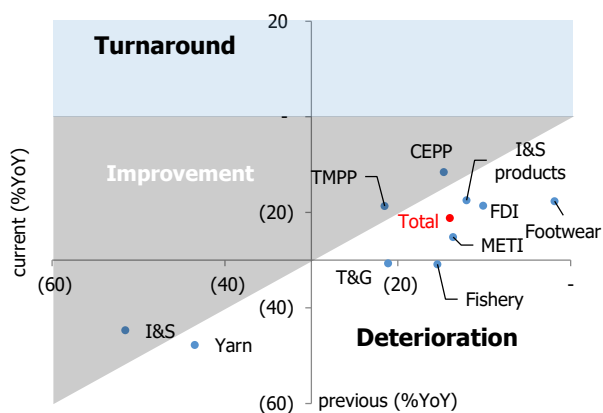 20
Turnaround
-
CEPP
I&S
products
Improvement
TMPP
Total
FDI
Footwear
METI
(20)
current (%YoY)
(60)
(40)
(20)
-
T&G
Fishery
(40)
I&S
Yarn
Deterioration
(60)
previous (%YoY)